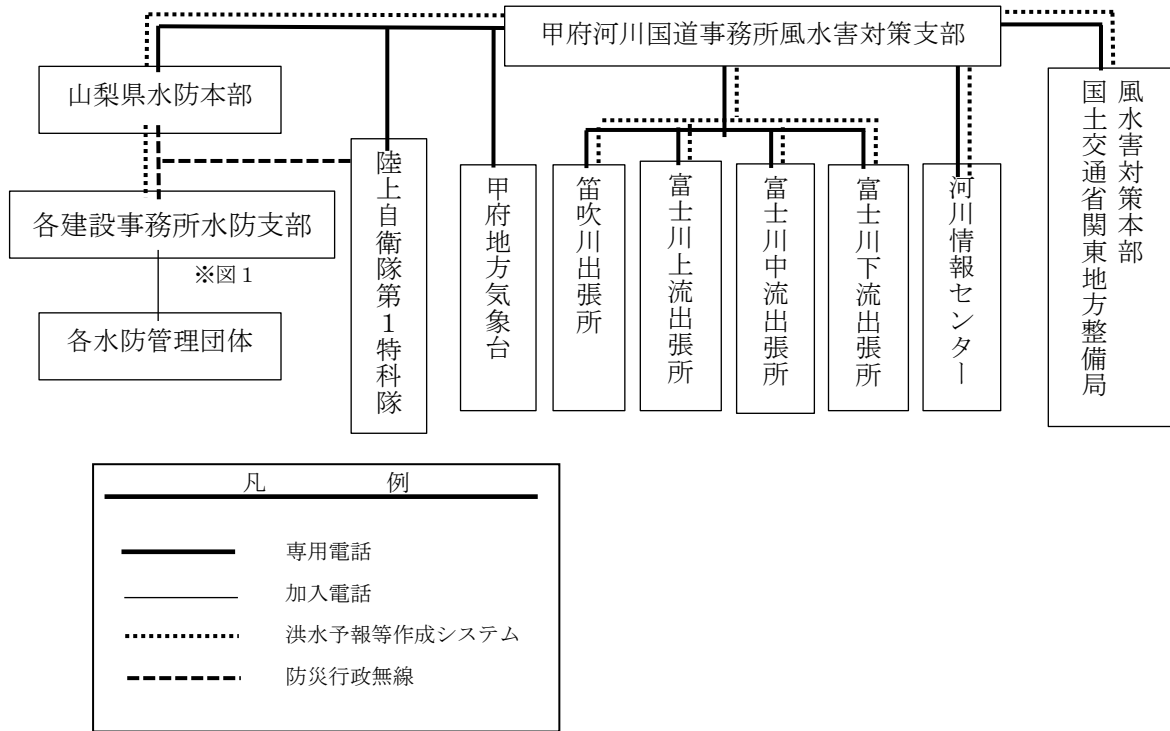 甲府河川国道事務所風水害対策支部
山梨県水防本部
各建設事務所水防支部
※図1
各水防管理団体
陸上自衛隊第1特科隊
甲府地方気象台
笛吹川出張所
富士川上流出張所
富士川中流出張所
富士川下流出張所
河川情報センター
風水害対策本部
国土交通省関東地方整備局
凡 例
専用電話
加入電話
洪水予報等作成システム
防災行政無線